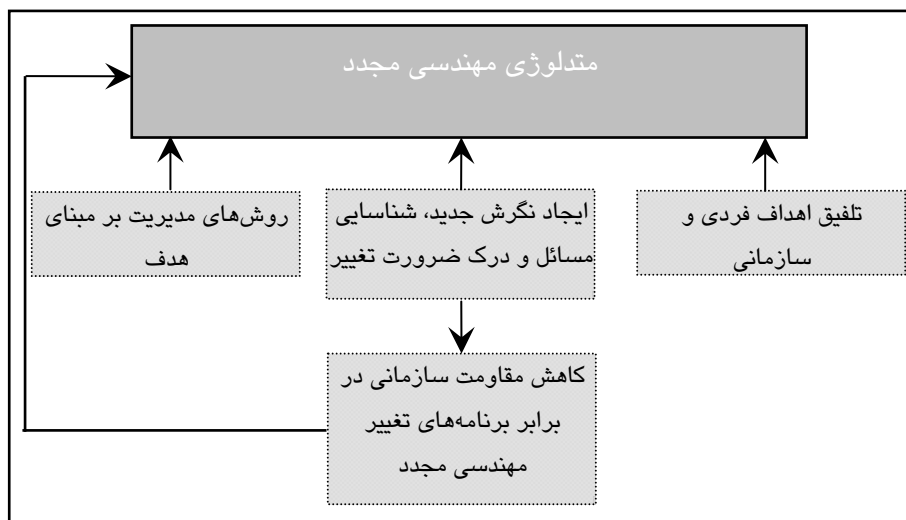 متدلوژی مهندسی مجدد
تلفیق اهداف فردی و
سازمانی
ایجاد نگرش جدید، شناسایی
مسائل و درک ضرورت تغییر
روش‌های مدیریت بر مبنای
هدف
کاهش مقاومت سازمانی در
برابر برنامه‌های تغییر
مهندسی مجدد